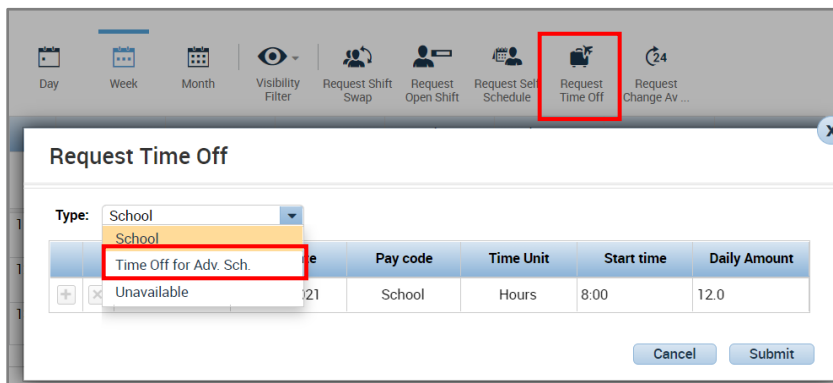 Day
Week
Month
Visibility
Filter
Request Shift
Swap
Request
Open Shift
Request Self
Schedule
Request
Time Off
24
Request
Change Av ...
X
Request Time Off
Type: School
School
Time Off for Adv. Sch.
Unavailable
Pay code
Time Unit
Start time
Daily Amount
School
Hours
8:00
12.0
Cancel
Submit